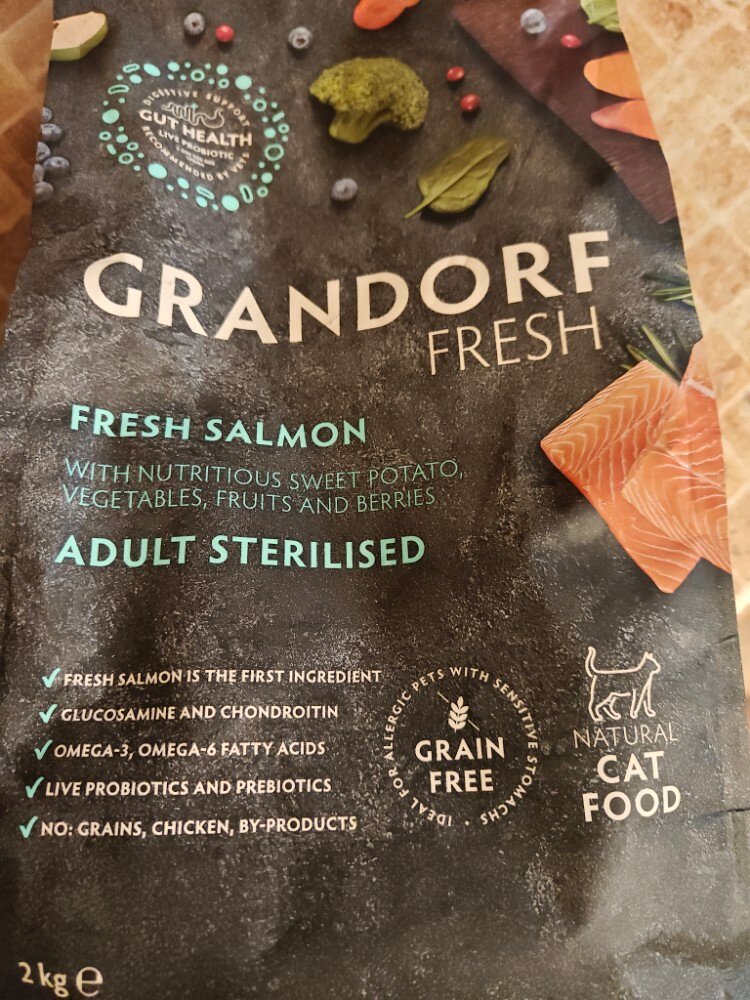 DIGESTIVE SUPPORT
GUT HEALTH
LIVE PROBIOTIC
RECOMMENDED BY VETS
GRANDORF
FRESH
FRESH SALMON
WITH NUTRITIOUS SWEET POTATO,
VEGETABLES, FRUITS AND BERRIES
ADULT STERILISED
✓ FRESH SALMON IS THE FIRST INGREDIENT
✓ GLUCOSAMINE AND CHONDROITIN
✓ OMEGA-3, OMEGA-6 FATTY ACIDS
✓ LIVE PROBIOTICS AND PREBIOTICS
✓ NO: GRAINS, CHICKEN, BY-PRODUCTS
IDEAL FOR ALLERGIC PETS WITH SENSITIVE STOMACHS
GRAIN
FREE
NATURAL
CAT
FOOD
2 kg e